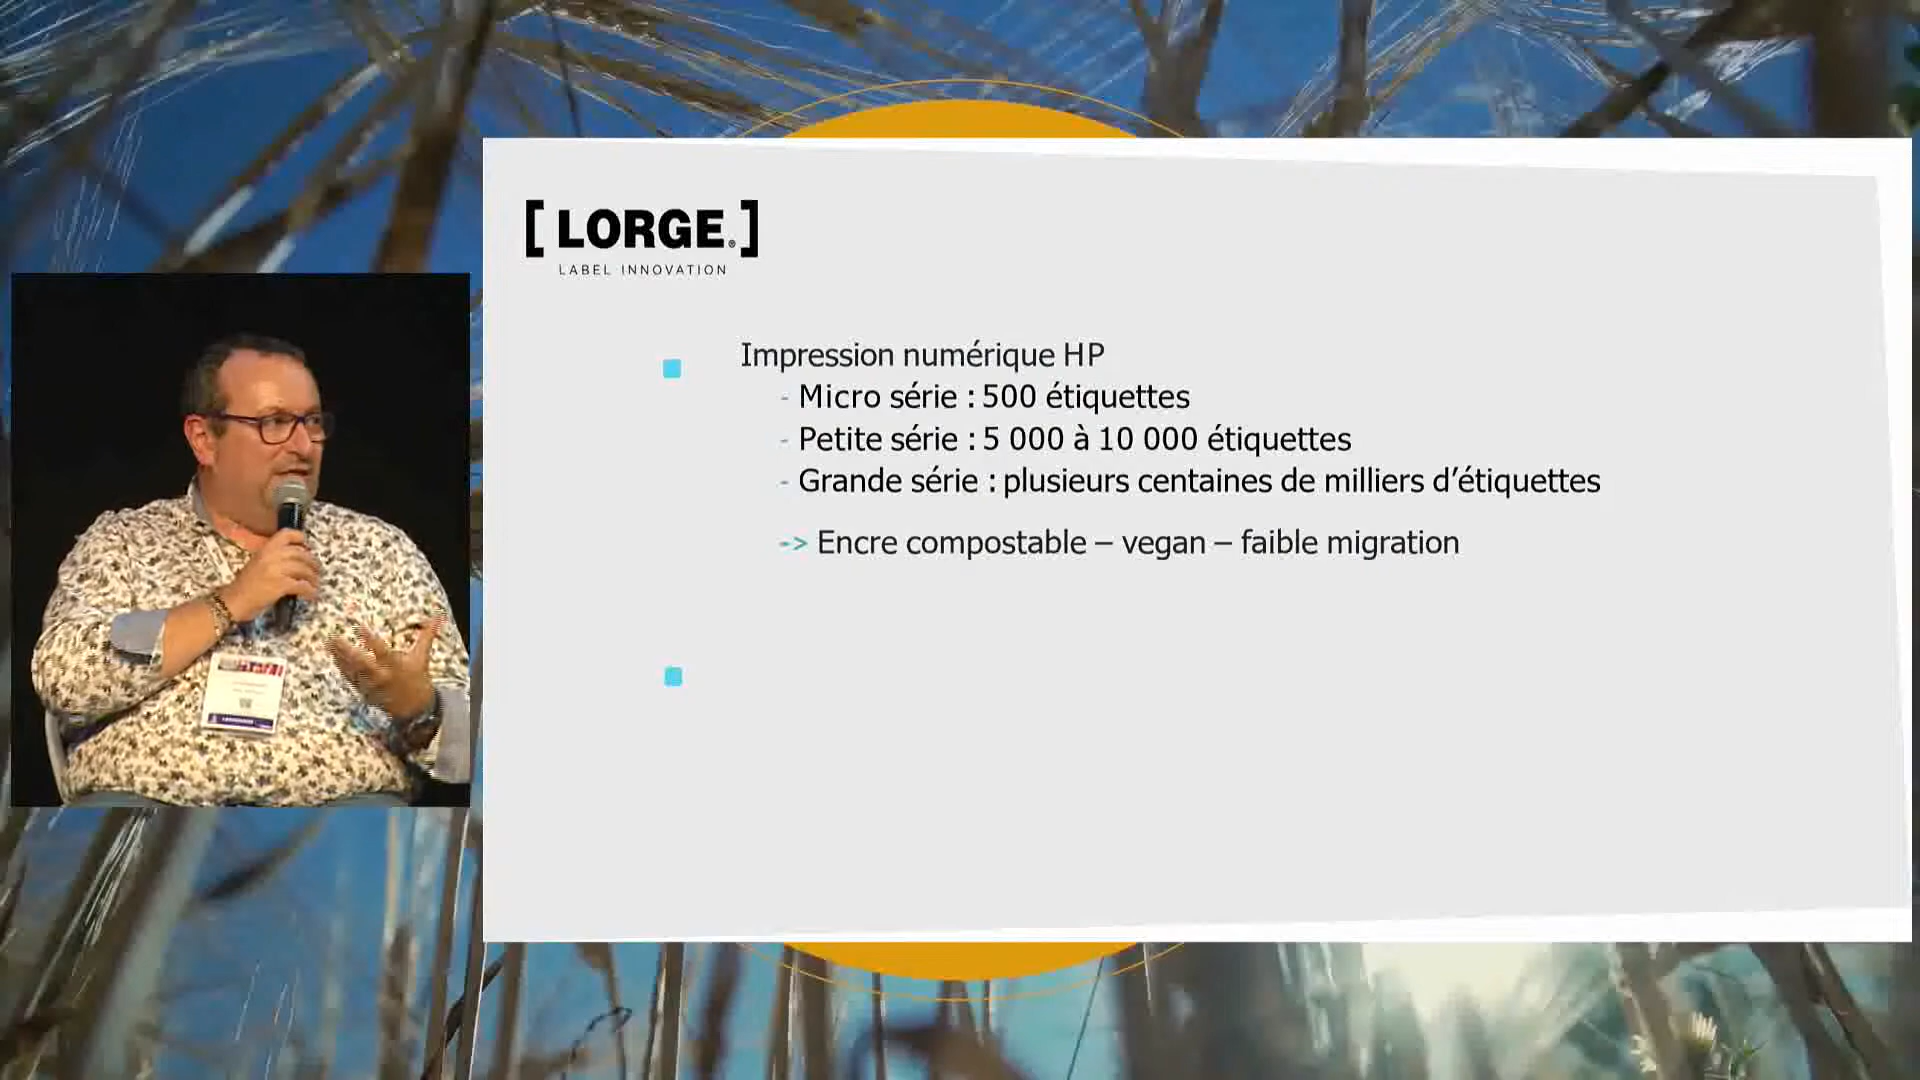 [ LORGE.® ]
LABEL INNOVATION
Impression numérique HP
- Micro série : 500 étiquettes
- Petite série : 5 000 à 10 000 étiquettes
- Grande série : plusieurs centaines de milliers d’étiquettes
-> Encre compostable – vegan – faible migration